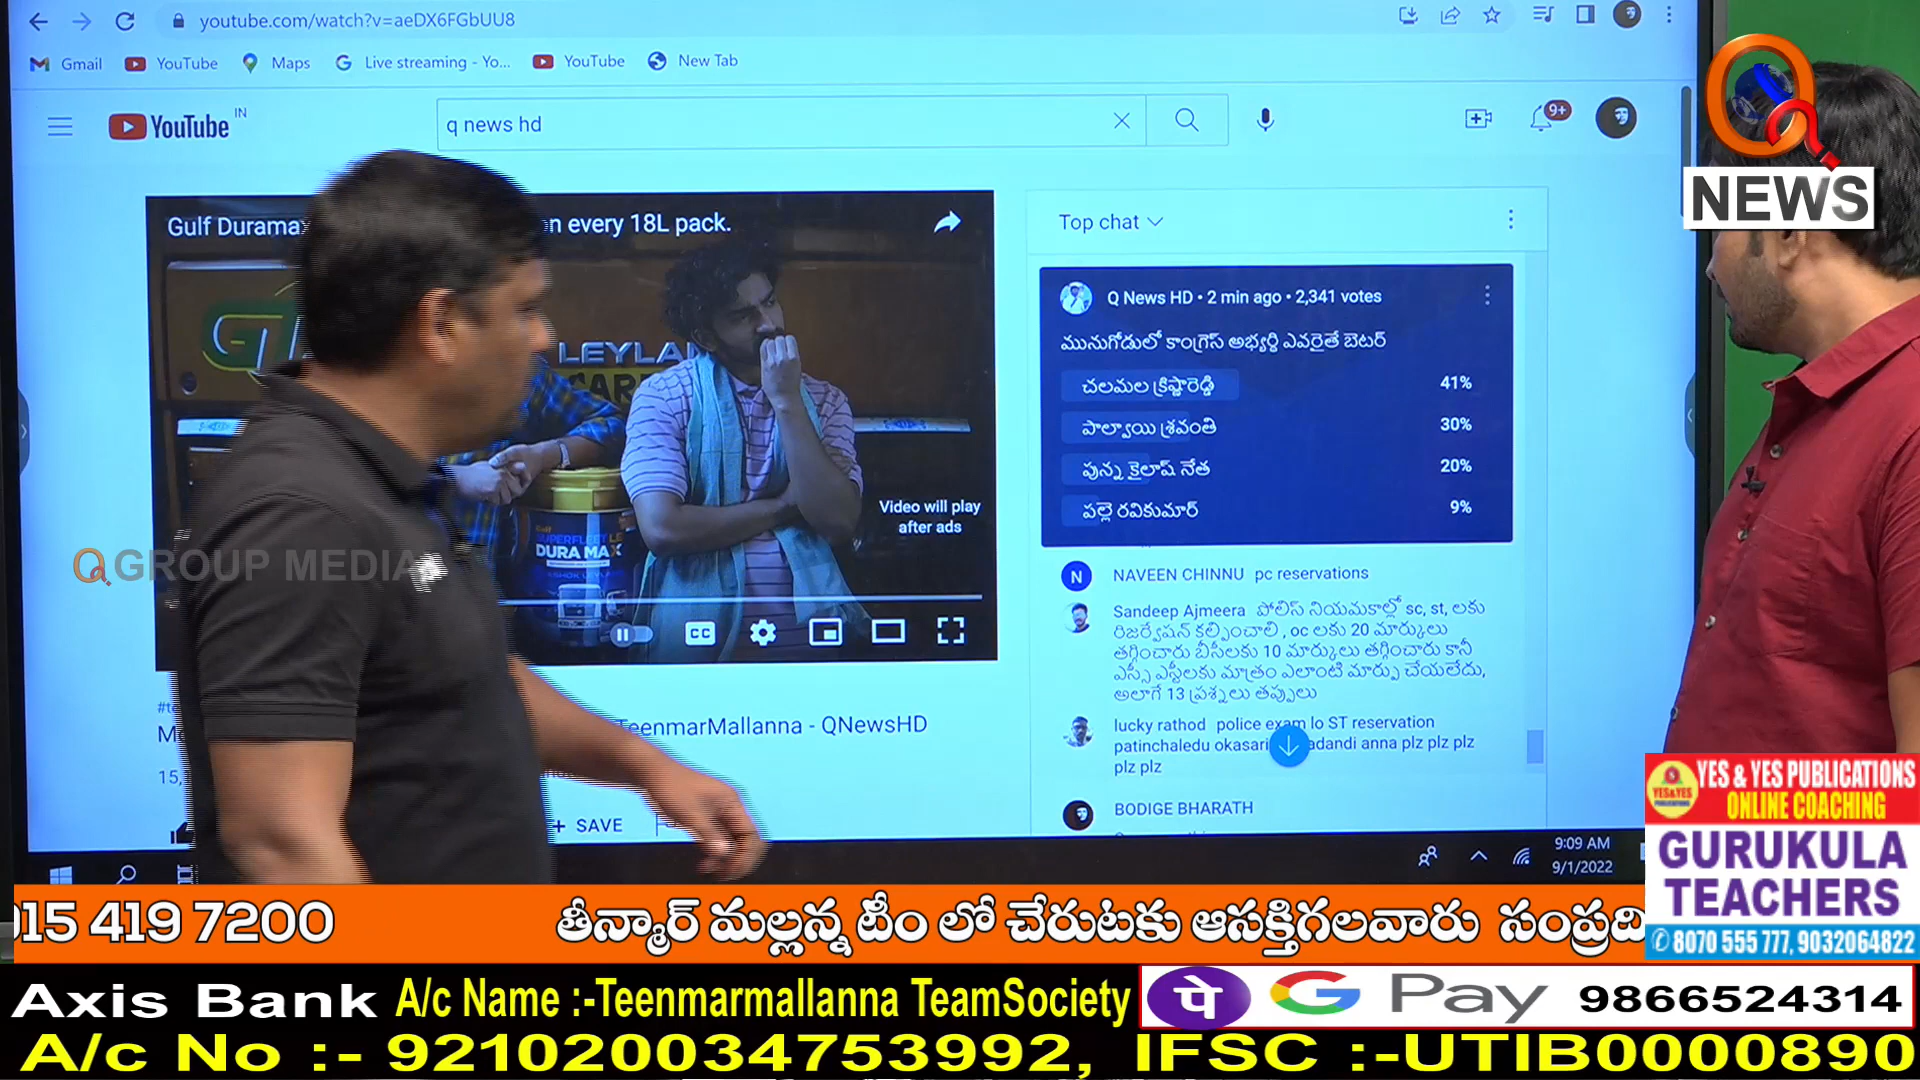 youtube.com/watch?v=aeDX6FGbUU8
Gmail YouTube Maps Live streaming - Yo... YouTube New Tab
YouTube IN
q news hd
9+
NEWS
Gulf Durama
n every 18L pack.
LEYLA
Video will play
after ads
DURA MAX
CC
Q GROUP MEDIA
TeenmarMallanna - QNewsHD
15,
+ SAVE
Top chat
Q News HD • 2 min ago • 2,341 votes
మునుగోడులో కాంగ్రెస్ అభ్యర్థి ఎవరైతే బెటర్
చలమల క్రిష్ణారెడ్డి 41%
పాల్వాయి శ్రవంతి 30%
పున్న కైలాష్ నేత 20%
పల్లె రవికుమార్ 9%
N NAVEEN CHINNU pc reservations
Sandeep Ajmeera పోలీస్ నియమకాల్లో sc, st, లకు
రిజర్వేషన్ కల్పించాలి , oc లకు 20 మార్కులు
తగ్గించారు బీసీలకు 10 మార్కులు తగ్గించారు కానీ
ఎస్సీ ఎస్టీలకు మాత్రం ఎలాంటి మార్పు చేయలేదు,
అలాగే 13 ప్రశ్నలు తప్పులు
lucky rathod police exam lo ST reservation
patinchaledu okasari adandi anna plz plz plz
plz plz
BODIGE BHARATH
9:09 AM
9/1/2022
YES & YES PUBLICATIONS
ONLINE COACHING
GURUKULA
TEACHERS
8070 555 777, 9032064822
15 419 7200 తీన్మార్ మల్లన్న టీం లో చేరుటకు ఆసక్తిగలవారు సంప్రది
Axis Bank A/c Name :-Teenmarmallanna TeamSociety पे G Pay 9866524314
A/c No :- 921020034753992, IFSC :-UTIB0000890